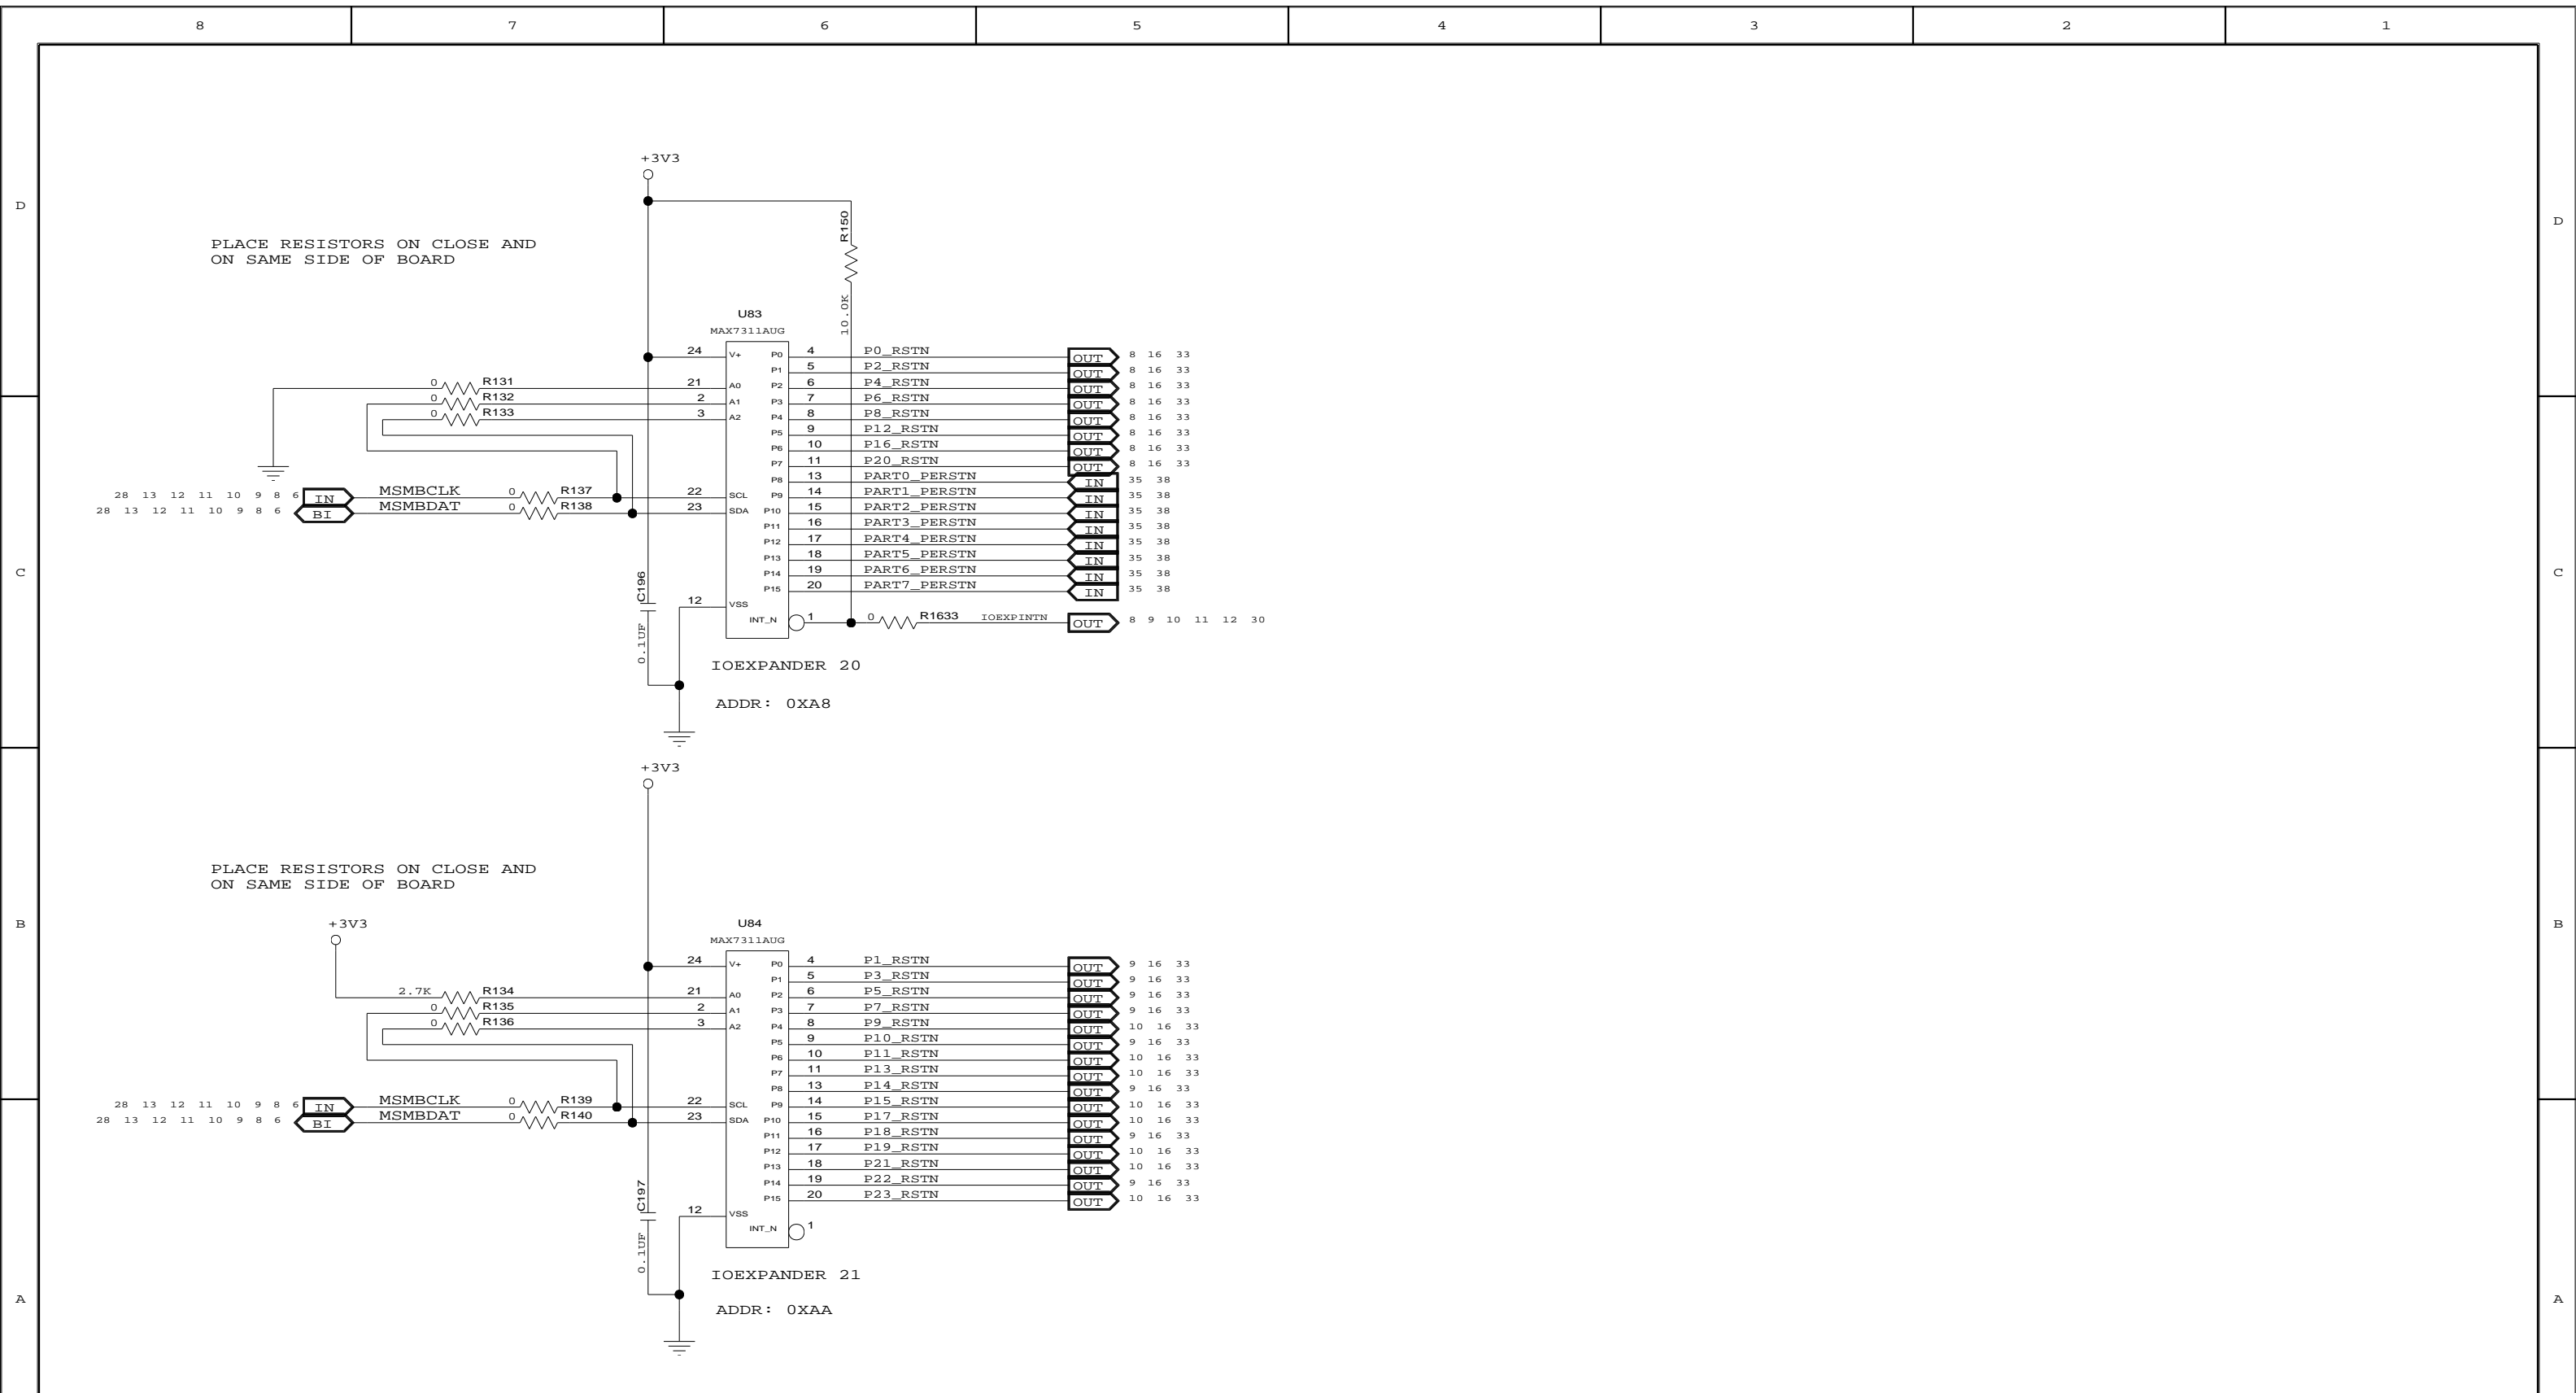 8 7 6 5 4 3 2 1
+3V3
D D
R150
PLACE RESISTORS ON CLOSE AND
ON SAME SIDE OF BOARD
10.0K
U83
MAX7311AUG
24 V+ P0 4 P0_RSTN OUT 8 16 33
P1 5 P2_RSTN OUT 8 16 33
0 R131 21 A0 P2 6 P4_RSTN OUT 8 16 33
0 R132 2 A1 P3 7 P6_RSTN OUT 8 16 33
0 R133 3 A2 P4 8 P8_RSTN OUT 8 16 33
P5 9 P12_RSTN OUT 8 16 33
P6 10 P16_RSTN OUT 8 16 33
P7 11 P20_RSTN OUT 8 16 33
P8 13 PART0_PERSTN IN 35 38
28 13 12 11 10 9 8 6 IN MSMBCLK 0 R137 22 SCL P9 14 PART1_PERSTN IN 35 38
28 13 12 11 10 9 8 6 BI MSMBDAT 0 R138 23 SDA P10 15 PART2_PERSTN IN 35 38
P11 16 PART3_PERSTN IN 35 38
P12 17 PART4_PERSTN IN 35 38
P13 18 PART5_PERSTN IN 35 38
C C
P14 19 PART6_PERSTN IN 35 38
C196 P15 20 PART7_PERSTN IN 35 38
12 VSS
0.1UF INT_N 1 0 R1633 IOEXPINTN OUT 8 9 10 11 12 30
IOEXPANDER 20
ADDR: 0XA8
+3V3
PLACE RESISTORS ON CLOSE AND
ON SAME SIDE OF BOARD
B B
+3V3
U84
MAX7311AUG
24 V+ P0 4 P1_RSTN OUT 9 16 33
P1 5 P3_RSTN OUT 9 16 33
2.7K R134 21 A0 P2 6 P5_RSTN OUT 9 16 33
0 R135 2 A1 P3 7 P7_RSTN OUT 9 16 33
0 R136 3 A2 P4 8 P9_RSTN OUT 10 16 33
P5 9 P10_RSTN OUT 9 16 33
P6 10 P11_RSTN OUT 10 16 33
P7 11 P13_RSTN OUT 10 16 33
P8 13 P14_RSTN OUT 9 16 33
28 13 12 11 10 9 8 6 IN MSMBCLK 0 R139 22 SCL P9 14 P15_RSTN OUT 10 16 33
28 13 12 11 10 9 8 6 BI MSMBDAT 0 R140 23 SDA P10 15 P17_RSTN OUT 10 16 33
P11 16 P18_RSTN OUT 9 16 33
P12 17 P19_RSTN OUT 10 16 33
P13 18 P21_RSTN OUT 10 16 33
P14 19 P22_RSTN OUT 9 16 33
C197 P15 20 P23_RSTN OUT 10 16 33
12 VSS
0.1UF INT_N 1
IOEXPANDER 21
A A
ADDR: 0XAA